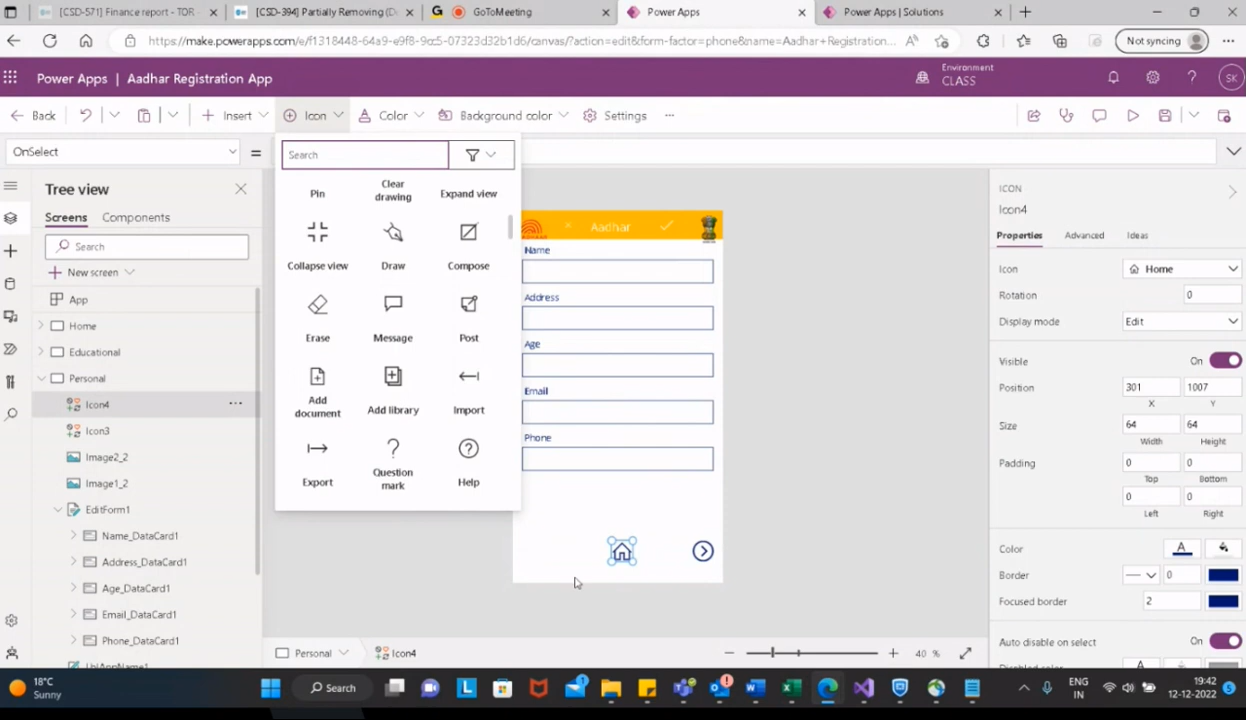 [CSD-571] Finance report - TOR -
[CSD-394] Partially Removing (D
GoToMeeting
Power Apps
Power Apps | Solutions
https://make.powerapps.com/e/f1318448-64a9-e9f8-9cc5-07323d12d1d6/canvas/?action=edit&form-factor=phone&name=Aadhar+Registration...
Not syncing
Power Apps | Aadhar Registration App
Environment
CLASS
SK
Back
Insert
Icon
Color
Background color
Settings
OnSelect
=
Search
Pin
Clear drawing
Expand view
Collapse view
Draw
Compose
Erase
Message
Post
Add document
Add library
Import
Export
Question mark
Help
Tree view
Screens
Components
Search
New screen
App
Home
Educational
Personal
Icon4
Icon3
Image2_2
Image1_2
EditForm1
Name_DataCard1
Address_DataCard1
Age_DataCard1
Email_DataCard1
Phone_DataCard1
LblAppName1
Aadhar
Name
Address
Age
Email
Phone
ICON
Icon4
Properties
Advanced
Ideas
Icon
Home
Rotation
0
Display mode
Edit
Visible
On
Position
301
1007
X
Y
Size
64
64
Width
Height
Padding
0
0
Top
Bottom
0
0
Left
Right
Color
Border
0
Focused border
2
Auto disable on select
On
Disabled color
Personal
Icon4
40 %
18°C
Sunny
Search
ENG
IN
19:42
12-12-2022
5